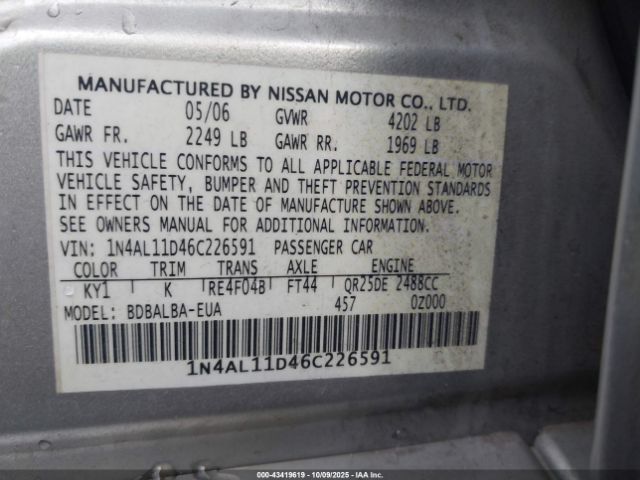 MANUFACTURED BY NISSAN MOTOR CO., LTD.
DATE 05/06 GVWR 4202 LB
GAWR FR. 2249 LB GAWR RR. 1969 LB
THIS VEHICLE CONFORMS TO ALL APPLICABLE FEDERAL MOTOR
VEHICLE SAFETY, BUMPER AND THEFT PREVENTION STANDARDS
IN EFFECT ON THE DATE OF MANUFACTURE SHOWN ABOVE.
SEE OWNERS MANUAL FOR ADDITIONAL INFORMATION.
VIN: 1N4AL11D46C226591 PASSENGER CAR
COLOR TRIM TRANS AXLE ENGINE
KY1 K RE4F04B FT44 QR25DE 2488CC
MODEL: BDBALBA-EUA 457 0Z000
1N4AL11D46C226591
000-43419619 | 10/09/2025 | IAA Inc.